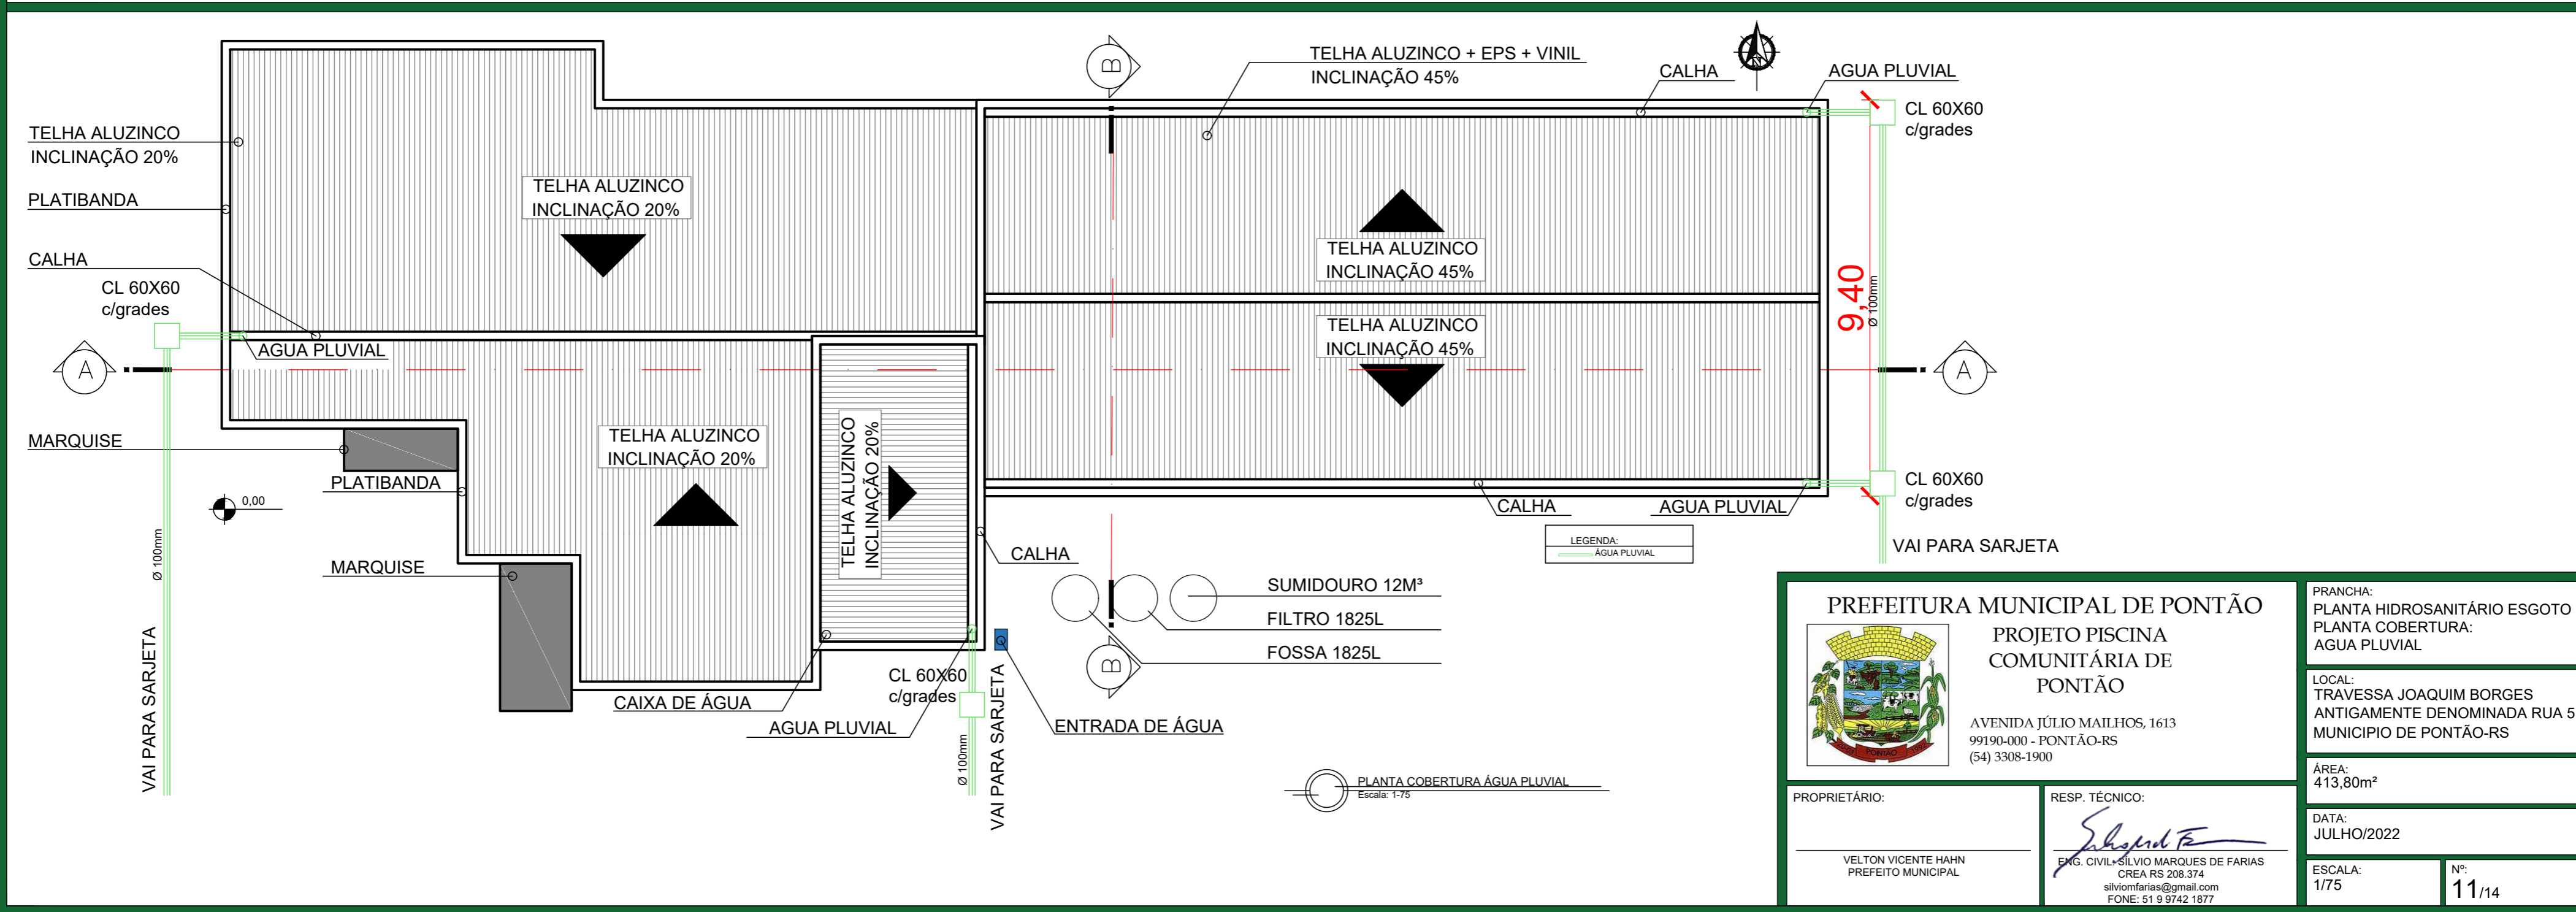 TELHA ALUZINCO + EPS + VINIL
INCLINAÇÃO 45%
B
N
CALHA
AGUA PLUVIAL
CL 60X60
c/grades
TELHA ALUZINCO
INCLINAÇÃO 20%
PLATIBANDA
CALHA
CL 60X60
c/grades
AGUA PLUVIAL
A
TELHA ALUZINCO
INCLINAÇÃO 20%
TELHA ALUZINCO
INCLINAÇÃO 45%
TELHA ALUZINCO
INCLINAÇÃO 45%
9,40
Ø 100mm
A
MARQUISE
PLATIBANDA
0,00
MARQUISE
Ø 100mm
VAI PARA SARJETA
TELHA ALUZINCO
INCLINAÇÃO 20%
TELHA ALUZINCO
INCLINAÇÃO 20%
CALHA
CALHA
AGUA PLUVIAL
CL 60X60
c/grades
VAI PARA SARJETA
LEGENDA:
ÁGUA PLUVIAL
SUMIDOURO 12M³
FILTRO 1825L
FOSSA 1825L
B
CL 60X60
c/grades
CAIXA DE ÁGUA
AGUA PLUVIAL
Ø 100mm
VAI PARA SARJETA
ENTRADA DE ÁGUA
PLANTA COBERTURA ÁGUA PLUVIAL
Escala: 1-75
PREFEITURA MUNICIPAL DE PONTÃO
PROJETO PISCINA
COMUNITÁRIA DE
PONTÃO
AVENIDA JÚLIO MAILHOS, 1613
99190-000 - PONTÃO-RS
(54) 3308-1900
PONTÃO
PROPRIETÁRIO:
VELTON VICENTE HAHN
PREFEITO MUNICIPAL
RESP. TÉCNICO:
ENG. CIVIL SÍLVIO MARQUES DE FARIAS
CREA RS 208.374
silviomfarias@gmail.com
FONE: 51 9 9742 1877
PRANCHA:
PLANTA HIDROSANITÁRIO ESGOTO
PLANTA COBERTURA:
AGUA PLUVIAL
LOCAL:
TRAVESSA JOAQUIM BORGES
ANTIGAMENTE DENOMINADA RUA 5
MUNICIPIO DE PONTÃO-RS
ÁREA:
413,80m²
DATA:
JULHO/2022
ESCALA:
1/75
Nº:
11/14